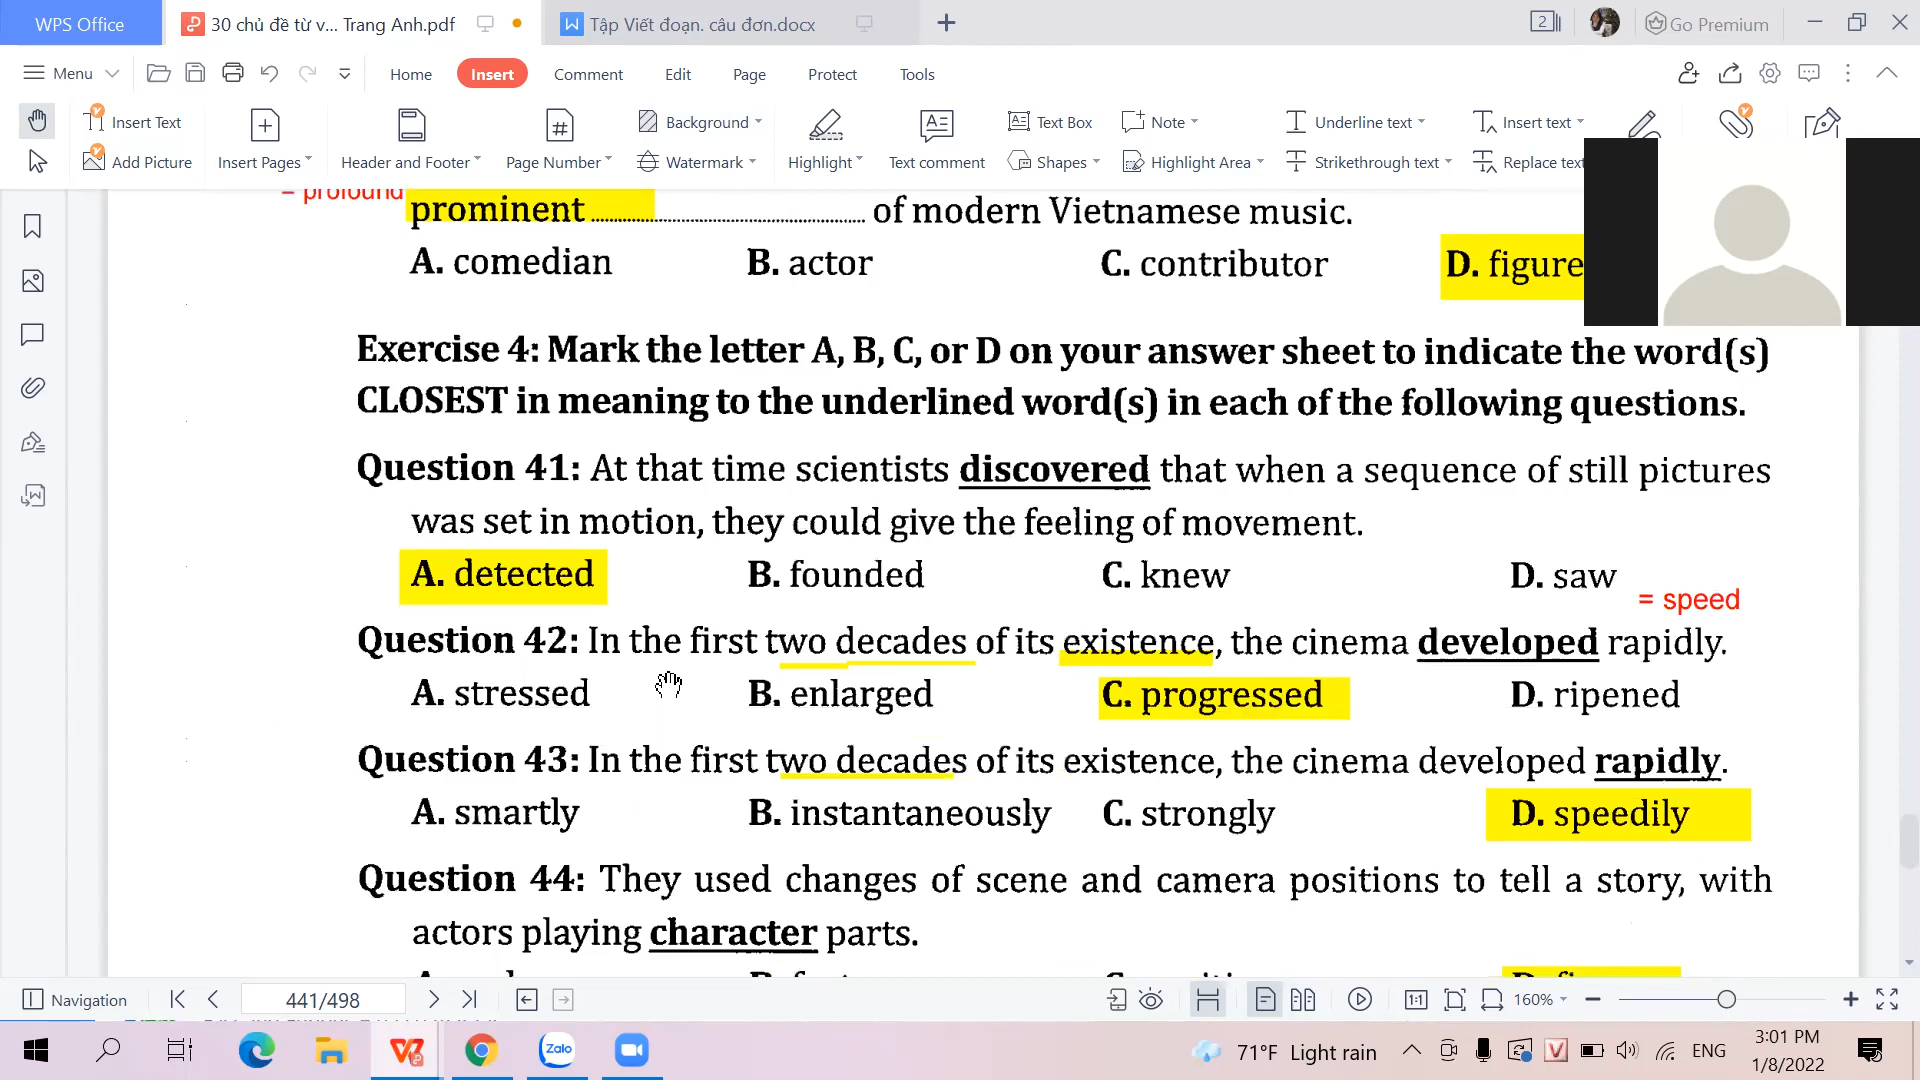 WPS Office
30 chủ đề từ v... Trang Anh.pdf
Tập Viết đoạn. câu đơn.docx
2
Go Premium
Menu
Home
Insert
Comment
Edit
Page
Protect
Tools
Insert Text
Add Picture
Insert Pages
Header and Footer
Page Number
Background
Watermark
Highlight
Text comment
Text Box
Shapes
Note
Highlight Area
Underline text
Strikethrough text
Insert text
Replace text
= profound
prominent ........ of modern Vietnamese music.
A. comedian B. actor C. contributor D. figure
Exercise 4: Mark the letter A, B, C, or D on your answer sheet to indicate the word(s)
CLOSEST in meaning to the underlined word(s) in each of the following questions.
Question 41: At that time scientists discovered that when a sequence of still pictures
was set in motion, they could give the feeling of movement.
A. detected B. founded C. knew D. saw
= speed
Question 42: In the first two decades of its existence, the cinema developed rapidly.
A. stressed B. enlarged C. progressed D. ripened
Question 43: In the first two decades of its existence, the cinema developed rapidly.
A. smartly B. instantaneously C. strongly D. speedily
Question 44: They used changes of scene and camera positions to tell a story, with
actors playing character parts.
Navigation
441/498
1:1
160%
Zalo
71°F Light rain
ENG
3:01 PM
1/8/2022